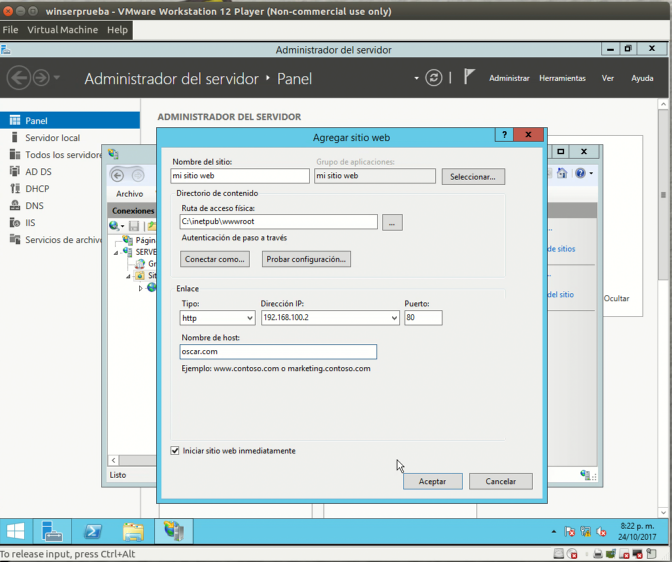 winserprueba - VMware Workstation 12 Player (Non-commercial use only)
File Virtual Machine Help
Administrador del servidor
Administrador del servidor Panel
Administrar Herramientas Ver Ayuda
Panel
Servidor local
Todos los servidore
AD DS
DHCP
DNS
IIS
Servicios de archivo
ADMINISTRADOR DEL SERVIDOR
Archivo
Conexiones
Página
SERVE
Gr
Sit
Listo
de sitios
del sitio
Ocultar
Agregar sitio web
Nombre del sitio:
Grupo de aplicaciones:
mi sitio web
mi sitio web
Seleccionar...
Directorio de contenido
Ruta de acceso física:
C:\inetpub\wwwroot
...
Autenticación de paso a través
Conectar como...
Probar configuración...
Enlace
Tipo:
Dirección IP:
Puerto:
http
192.168.100.2
80
Nombre de host:
oscar.com
Ejemplo: www.contoso.com o marketing.contoso.com
Iniciar sitio web inmediatamente
Aceptar
Cancelar
8:22 p. m.
24/10/2017
To release input, press Ctrl+Alt